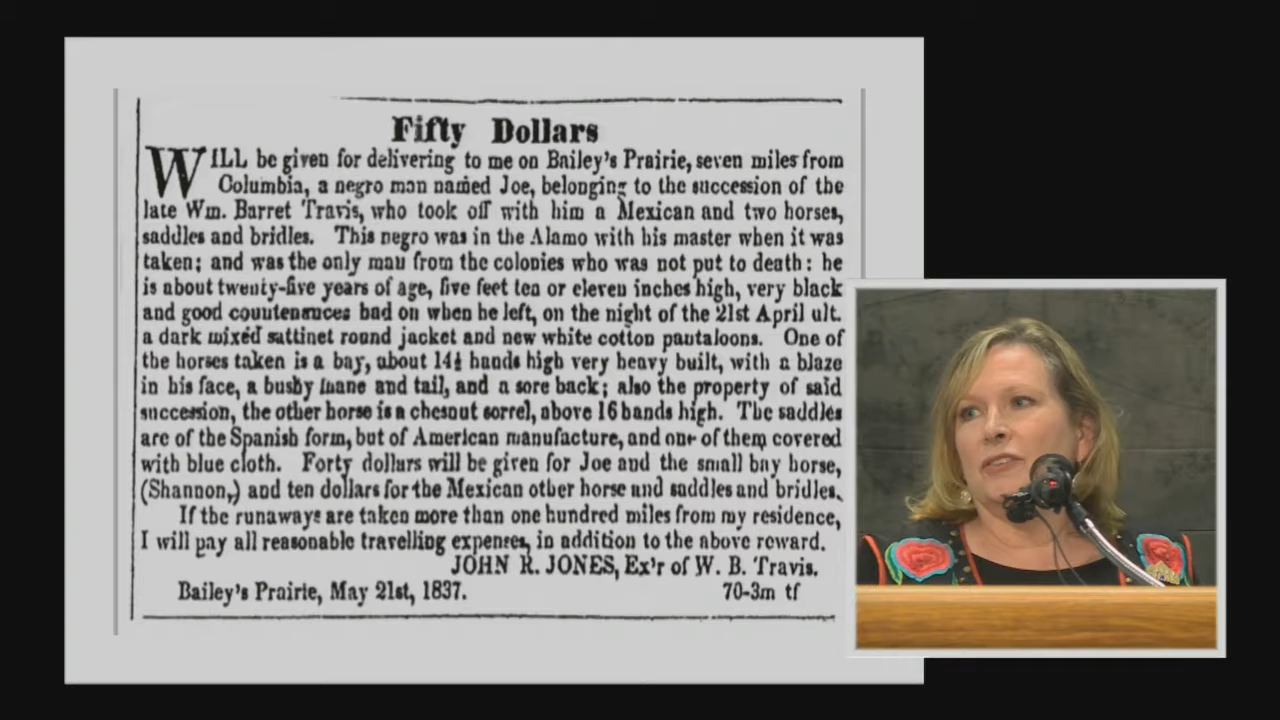 Fifty Dollars
WILL be given for delivering to me on Bailey's Prairie, seven miles from
Columbia, a negro man named Joe, belonging to the succession of the
late Wm. Barret Travis, who took off with him a Mexican and two horses,
saddles and bridles. This negro was in the Alamo with his master when it was
taken; and was the only man from the colonies who was not put to death: he
is about twenty-five years of age, five feet ten or eleven inches high, very black
and good countenances had on when he left, on the night of the 21st April ult.
a dark mixed sattinet round jacket and new white cotton pantaloons. One of
the horses taken is a bay, about 14½ hands high very heavy built, with a blaze
in his face, a bushy mane and tail, and a sore back; also the property of said
succession, the other horse is a chesnut sorrel, above 16 hands high. The saddles
are of the Spanish form, but of American manufacture, and one of them covered
with blue cloth. Forty dollars will be given for Joe and the small bay horse,
(Shannon,) and ten dollars for the Mexican other horse and saddles and bridles.
If the runaways are taken more than one hundred miles from my residence,
I will pay all reasonable travelling expenses, in addition to the above reward.
JOHN R. JONES, Ex'r of W. B. Travis.
Bailey's Prairie, May 21st, 1837. 70-3m tf